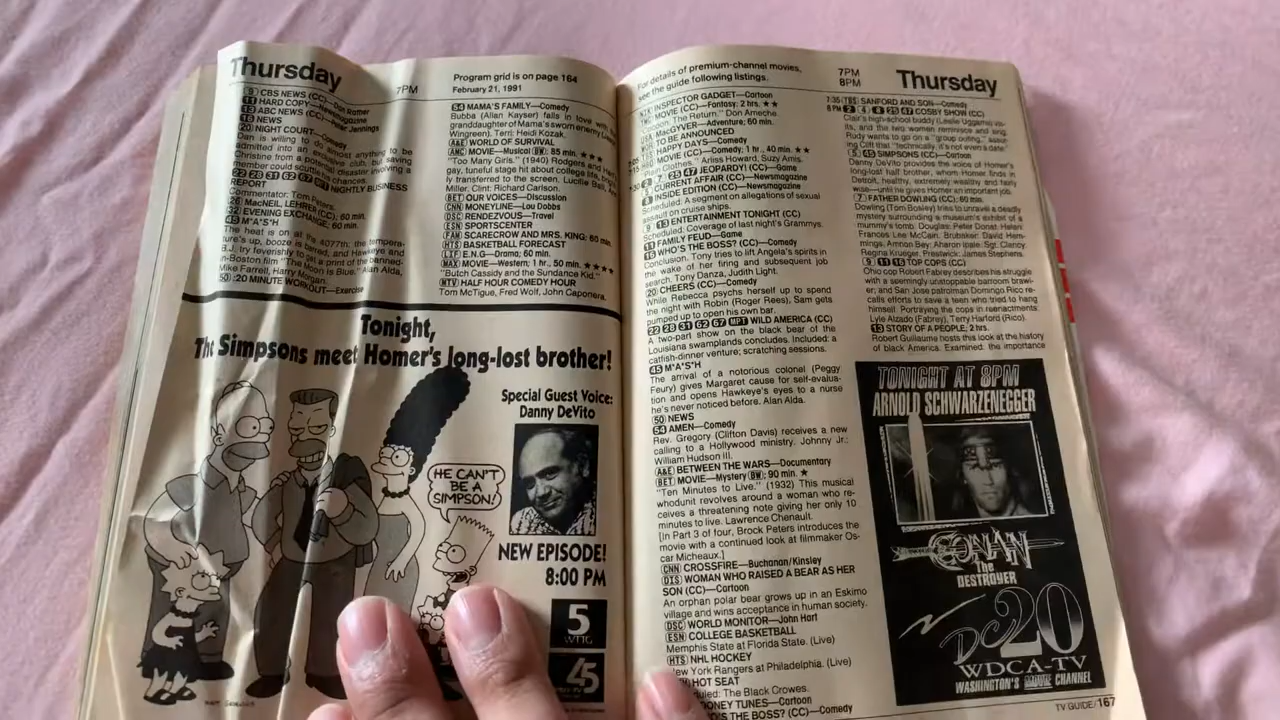 Thursday
7PM
Program grid is on page 164
February 21, 1991
9 CBS NEWS (CC)—Dan Rather
11 HARD COPY—Newsmagazine
13 ABC NEWS (CC)—Peter Jennings
16 NEWS
20 NIGHT COURT—Comedy
Dan is willing to do almost anything to be
admitted into an exclusive club, but saving
Christine from a potential disaster involving a
member could scuttle his chances.
22 28 31 62 67 MPT NIGHTLY BUSINESS
REPORT
Commentator: Tom Peters.
26 MacNEIL, LEHRER (CC); 60 min.
32 EVENING EXCHANGE; 60 min.
45 M*A*S*H
The heat is on at the 4077th: the tempera-
ture's up, booze is barred, and Hawkeye and
try feverishly to get a print of the banned-
in-Boston film "The Moon Is Blue." Alan Alda,
Mike Farrell, Harry Morgan.
50 :20 MINUTE WORKOUT—Exercise
54 MAMA'S FAMILY—Comedy
Bubba (Allan Kayser) falls in love with
granddaughter of Mama's sworn enemy
Wingreen). Terri: Heidi Kozak.
A&E WORLD OF SURVIVAL
AMC MOVIE—Musical BW; 85 min. ★★★
"Too Many Girls." (1940) Rodgers and
gay, tuneful stage hit about college life,
ly transferred to the screen. Lucille Ball,
Miller. Clint: Richard Carlson.
BET OUR VOICES—Discussion
CNN MONEYLINE—Lou Dobbs
DSC RENDEZVOUS—Travel
ESN SPORTSCENTER
FAM SCARECROW AND MRS. KING; 60 min.
HTS BASKETBALL FORECAST
LIF E.N.G—Drama; 60 min.
MAX MOVIE—Western; 1 hr., 50 min. ★★★★
"Butch Cassidy and the Sundance Kid."
MTV HALF HOUR COMEDY HOUR
Tom McTigue, Fred Wolf, John Caponera.
Tonight,
The Simpsons meet Homer's long-lost brother!
Special Guest Voice:
Danny DeVito
HE CAN'T
BE A
SIMPSON!
NEW EPISODE!
8:00 PM
5
WTTG
45
MATT GROENING
For details of premium-channel movies,
see the guide following listings.
7PM
8PM
Thursday
NIK INSPECTOR GADGET—Cartoon
TMC MOVIE (CC)—Fantasy; 2 hrs. ★★
"Cocoon: The Return." Don Ameche
USA MacGYVER—Adventure; 60 min.
WOR TO BE ANNOUNCED
TBS HAPPY DAYS—Comedy
HBO MOVIE (CC)—Comedy; 1 hr., 40 min. ★★
"Plain Clothes." Arliss Howard, Suzy Amis.
7:30 2 7 25 47 JEOPARDY! (CC)—Game
CURRENT AFFAIR (CC)—Newsmagazine
INSIDE EDITION (CC)—Newsmagazine
Scheduled: A segment on allegations of sexual
assault on cruise ships.
9 13 ENTERTAINMENT TONIGHT (CC)
Scheduled: Coverage of last night's Grammys.
11 FAMILY FEUD—Game
16 WHO'S THE BOSS? (CC)—Comedy
Conclusion. Tony tries to lift Angela's spirits in
the wake of her firing and subsequent job
search. Tony Danza, Judith Light.
20 CHEERS (CC)—Comedy
While Rebecca psychs herself up to spend
the night with Robin (Roger Rees), Sam gets
pumped up to open his own bar.
22 28 31 62 67 MPT WILD AMERICA (CC)
A two-part show on the black bear of the
Louisiana swamplands concludes. Included: a
catfish-dinner venture; scratching sessions.
45 M*A*S*H
The arrival of a notorious colonel (Peggy
Feury) gives Margaret cause for self-evalua-
tion and opens Hawkeye's eyes to a nurse
he's never noticed before. Alan Alda.
50 NEWS
54 AMEN—Comedy
Rev. Gregory (Clifton Davis) receives a new
calling to a Hollywood ministry. Johnny Jr.:
William Hudson III.
A&E BETWEEN THE WARS—Documentary
BET MOVIE—Mystery BW; 90 min. ★
"Ten Minutes to Live." (1932) This musical
whodunit revolves around a woman who re-
ceives a threatening note giving her only 10
minutes to live. Lawrence Chenault.
[In Part 3 of four, Brock Peters introduces the
movie with a continued look at filmmaker Os-
car Micheaux.]
CNN CROSSFIRE—Buchanan/Kinsley
DIS WOMAN WHO RAISED A BEAR AS HER
SON (CC)—Cartoon
An orphan polar bear grows up in an Eskimo
village and wins acceptance in human society.
DSC WORLD MONITOR—John Hart
ESN COLLEGE BASKETBALL
Memphis State at Florida State. (Live)
HTS NHL HOCKEY
New York Rangers at Philadelphia. (Live)
HOT SEAT
The Black Crowes.
LOONEY TUNES—Cartoon
WHO'S THE BOSS? (CC)—Comedy
7:35 TBS SANFORD AND SON—Comedy
8 PM 2 4 8 25 47 COSBY SHOW (CC)
Clair's high-school buddy (Leslie Uggams) vis-
its, and the two women reminisce and sing.
Rudy wants to go on a "group outing," assur-
ing Cliff that "technically, it's not even a date."
5 45 SIMPSONS (CC)—Cartoon
Danny DeVito provides the voice of Homer's
long-lost half brother, whom Homer finds in
Detroit, healthy, extremely wealthy and fairly
wise—until he gives Homer an important job.
7 FATHER DOWLING (CC); 60 min.
Dowling (Tom Bosley) tries to unravel a deadly
mystery surrounding a museum's exhibit of a
mummy's tomb. Douglas: Peter Donat. Helen:
Frances Lee McCain. Brubaker: David Hem-
mings. Amnon Bey: Aharon Ipale. Sgt. Clancy:
Regina Krueger. Prestwick: James Stephens.
9 11 13 TOP COPS (CC)
Ohio cop Robert Fabrey describes his struggle
with a seemingly unstoppable barroom brawl-
er; and San Jose patrolman Domingo Rico re-
calls efforts to save a teen who tried to hang
himself. Portraying the cops in reenactments:
Lyle Alzado (Fabrey), Terry Harford (Rico).
13 STORY OF A PEOPLE; 2 hrs.
Robert Guillaume hosts this look at the history
of black America. Examined: the importance
TONIGHT AT 8PM
ARNOLD SCHWARZENEGGER
CONAN
The
DESTROYER
DC20
WDCA-TV
WASHINGTON'S MOVIE CHANNEL
TV GUIDE/167